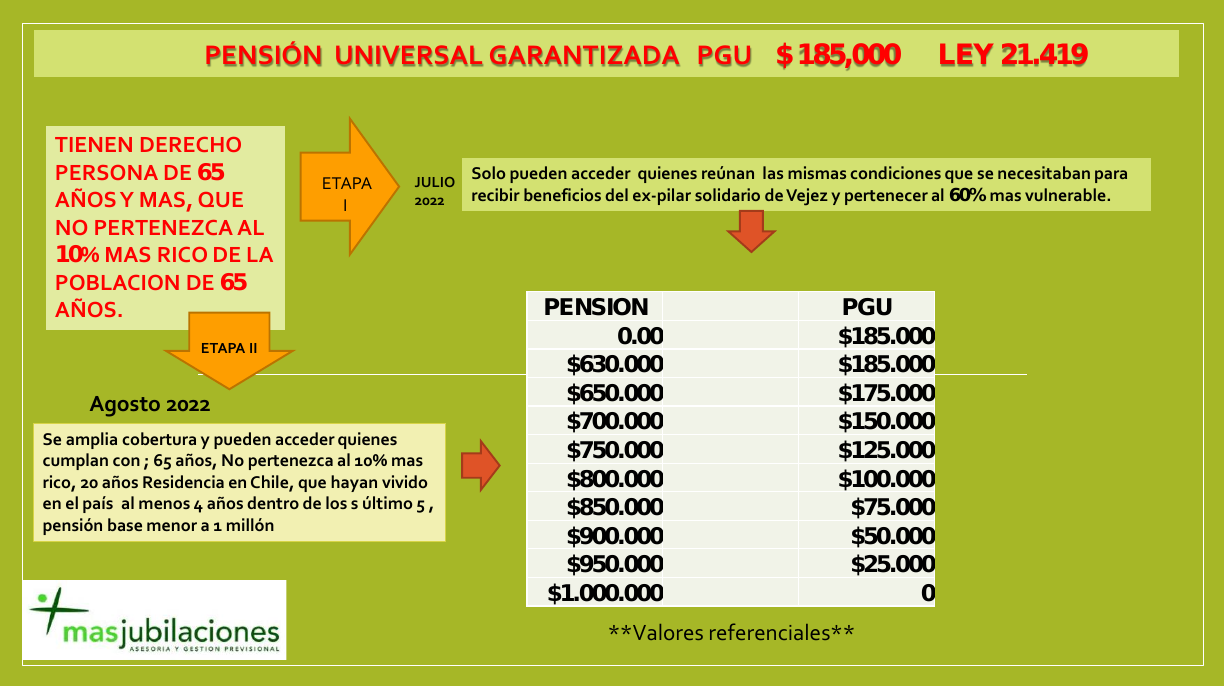 PENSIÓN UNIVERSAL GARANTIZADA PGU $ 185,000 LEY 21.419
TIENEN DERECHO
PERSONA DE 65
AÑOS Y MAS, QUE
NO PERTENEZCA AL
10% MAS RICO DE LA
POBLACION DE 65
AÑOS.
ETAPA
I
JULIO
2022
Solo pueden acceder quienes reúnan las mismas condiciones que se necesitaban para
recibir beneficios del ex-pilar solidario de Vejez y pertenecer al 60% mas vulnerable.
ETAPA II
Agosto 2022
Se amplia cobertura y pueden acceder quienes
cumplan con ; 65 años, No pertenezca al 10% mas
rico, 20 años Residencia en Chile, que hayan vivido
en el país al menos 4 años dentro de los s último 5 ,
pensión base menor a 1 millón
PENSION PGU
0.00 $185.000
$630.000 $185.000
$650.000 $175.000
$700.000 $150.000
$750.000 $125.000
$800.000 $100.000
$850.000 $75.000
$900.000 $50.000
$950.000 $25.000
$1.000.000 0
**Valores referenciales**
masjubilaciones
ASESORIA Y GESTION PREVISIONAL